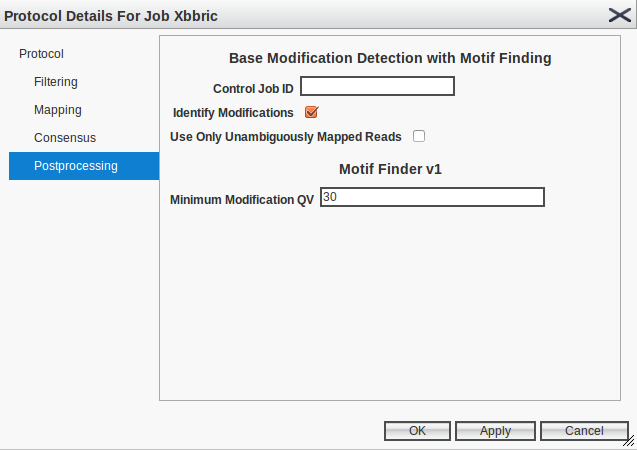 Protocol Details For Job Xbbric
Protocol
Filtering
Mapping
Consensus
Postprocessing
Base Modification Detection with Motif Finding
Control Job ID
Identify Modifications
Use Only Unambiguously Mapped Reads
Motif Finder v1
Minimum Modification QV 30
OK Apply Cancel